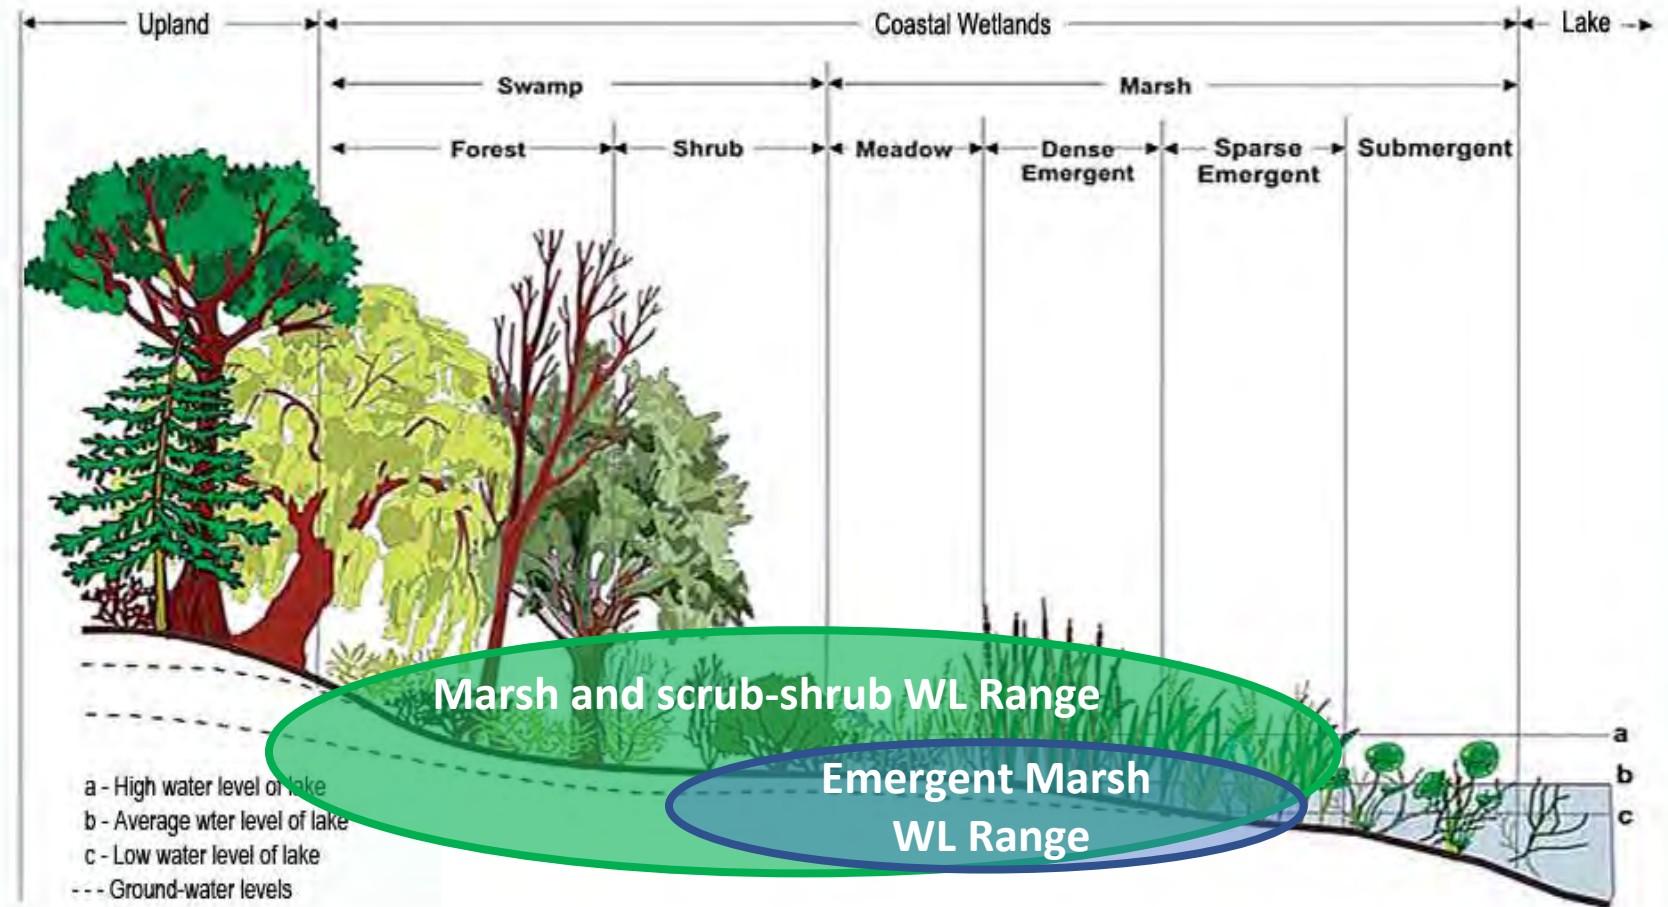 Upland
Coastal Wetlands
Lake
Swamp
Marsh
Forest
Shrub
Meadow
Dense
Emergent
Sparse
Emergent
Submergent
Marsh and scrub-shrub WL Range
Emergent Marsh
WL Range
a
b
c
a - High water level of lake
b - Average wter level of lake
c - Low water level of lake
--- Ground-water levels